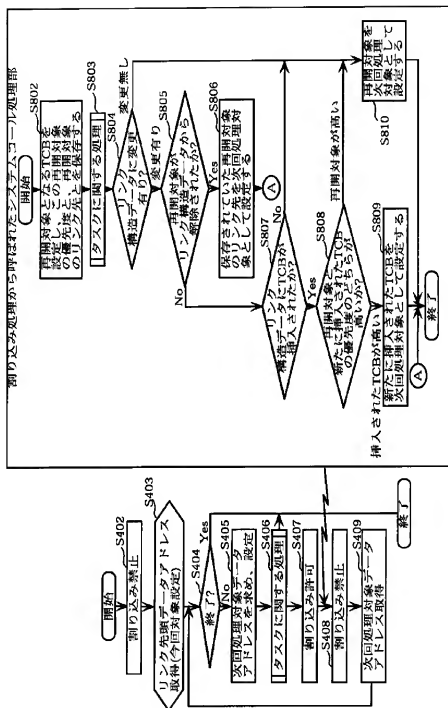 開始
S402
割り込み禁止
S403
リンク先頭データアドレス
取得(今回対象設定)
S404
終了?
Yes
No
S405
次回処理対象データ
アドレスを求め、設定
S406
タスクに関する処理
S407
割り込み許可
S408
割り込み禁止
S409
次回処理対象データ
アドレス取得
終了
割り込み処理から呼ばれたシステムコール処理部
開始
S802
再開対象となるTCBを
設定し、その再開対象
の優先度と、再開対象
のリンク先とを保存する
S803
タスクに関する処理
S804
リンク
構造データに変更
有り?
変更無し
変更有り
S805
再開対象が
リンク構造データから
解除されたか?
No
Yes
S806
保存されていた再開対象
のリンク先を次回処理対
象として設定する
A
S807
リンク
構造データにTCBが
挿入されたか?
No
Yes
S808
再開対象と、
新たに挿入されたTCB
の優先度のどちらが
高いか?
再開対象が高い
挿入されたTCBが高い
S809
新たに挿入されたTCBを
次回処理対象として設定する
S810
再開対象を
次回処理
対象として
設定する
A
終了